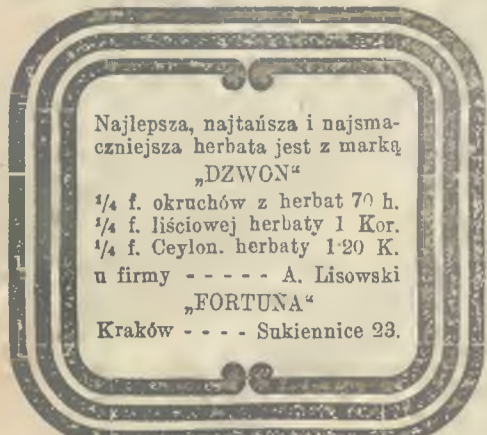 Najlepsza, najtańsza i najsma-
czniejsza herbata jest z marką
„DZWON“
¹/₄ f. okruchów z herbat 70 h.
¹/₄ f. liściowej herbaty 1 Kor.
¹/₄ f. Ceylon. herbaty 1·20 K.
u firmy - - - - - A. Lisowski
„FORTUNA“
Kraków - - - - Sukiennice 23.